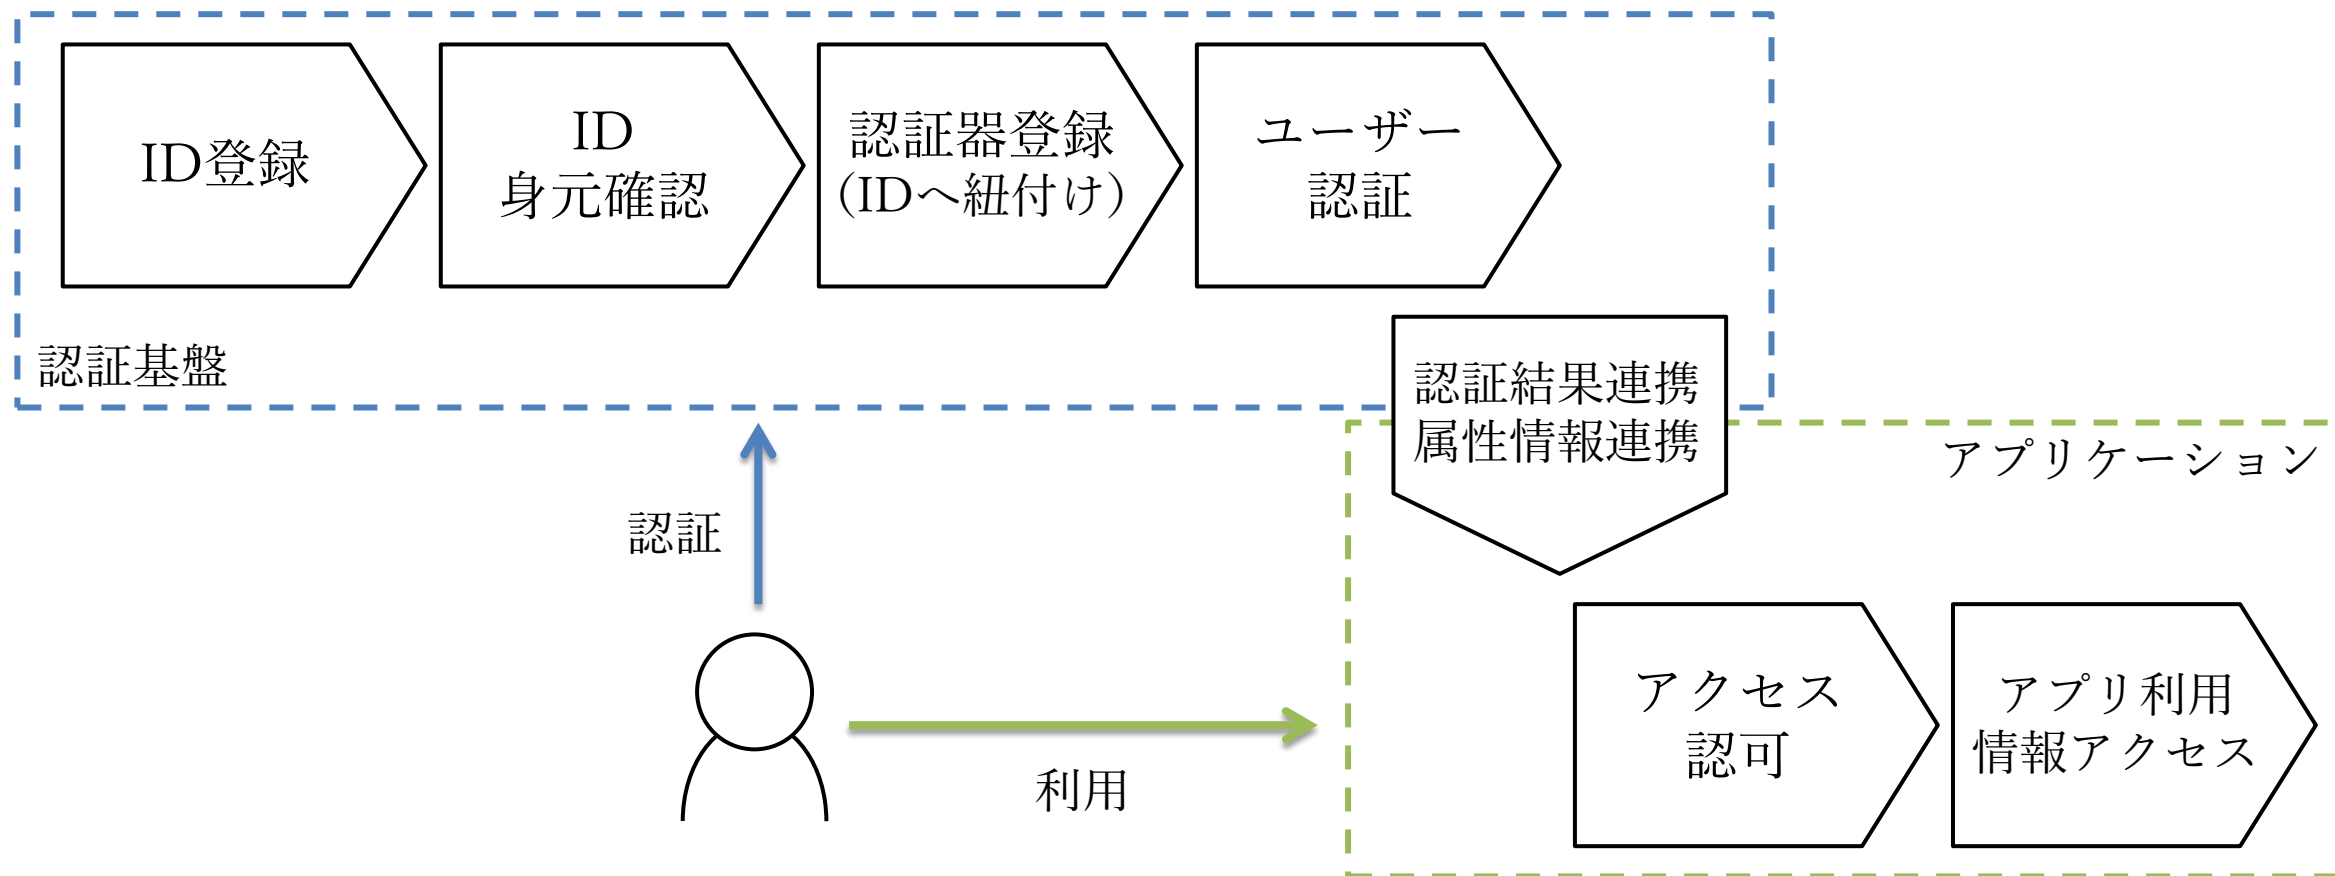 ID登録
ID
身元確認
認証器登録
(IDへ紐付け)
ユーザー
認証
認証基盤
認証結果連携
属性情報連携
アプリケーション
認証
利用
アクセス
認可
アプリ利用
情報アクセス